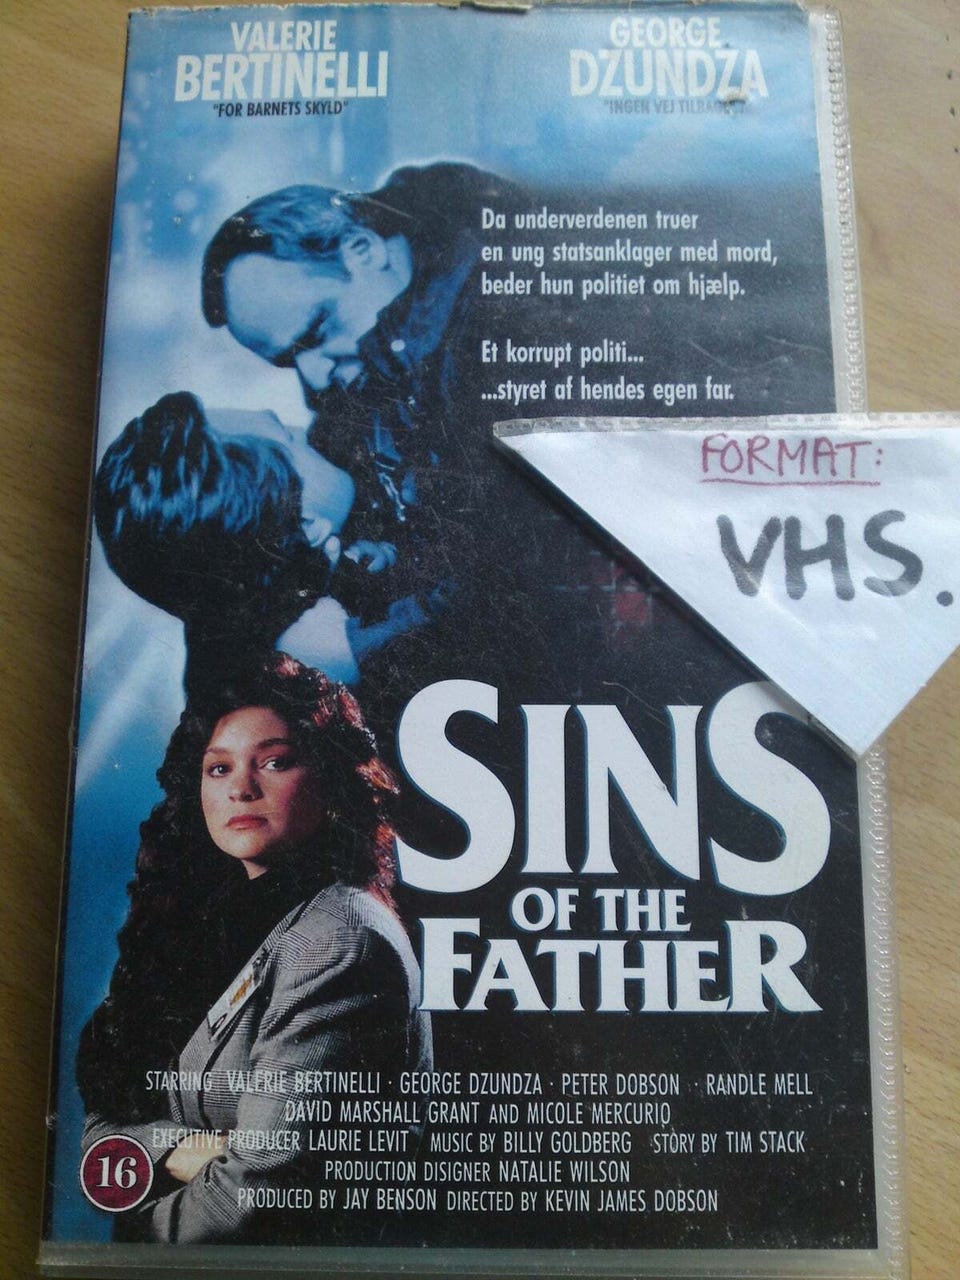 VALERIE
BERTINELLI
"FOR BARNETS SKYLD"
GEORGE
DZUNDZA
"INGEN VEJ TILBAGE"
Da underverdenen truer
en ung statsanklager med mord,
beder hun politiet om hjælp.
Et korrupt politi...
...styret af hendes egen far.
FORMAT:
VHS.
SINS
OF THE
FATHER
STARRING VALERIE BERTINELLI · GEORGE DZUNDZA · PETER DOBSON · RANDLE MELL
DAVID MARSHALL GRANT AND MICOLE MERCURIO
EXECUTIVE PRODUCER LAURIE LEVIT MUSIC BY BILLY GOLDBERG STORY BY TIM STACK
PRODUCTION DISIGNER NATALIE WILSON
PRODUCED BY JAY BENSON DIRECTED BY KEVIN JAMES DOBSON
16